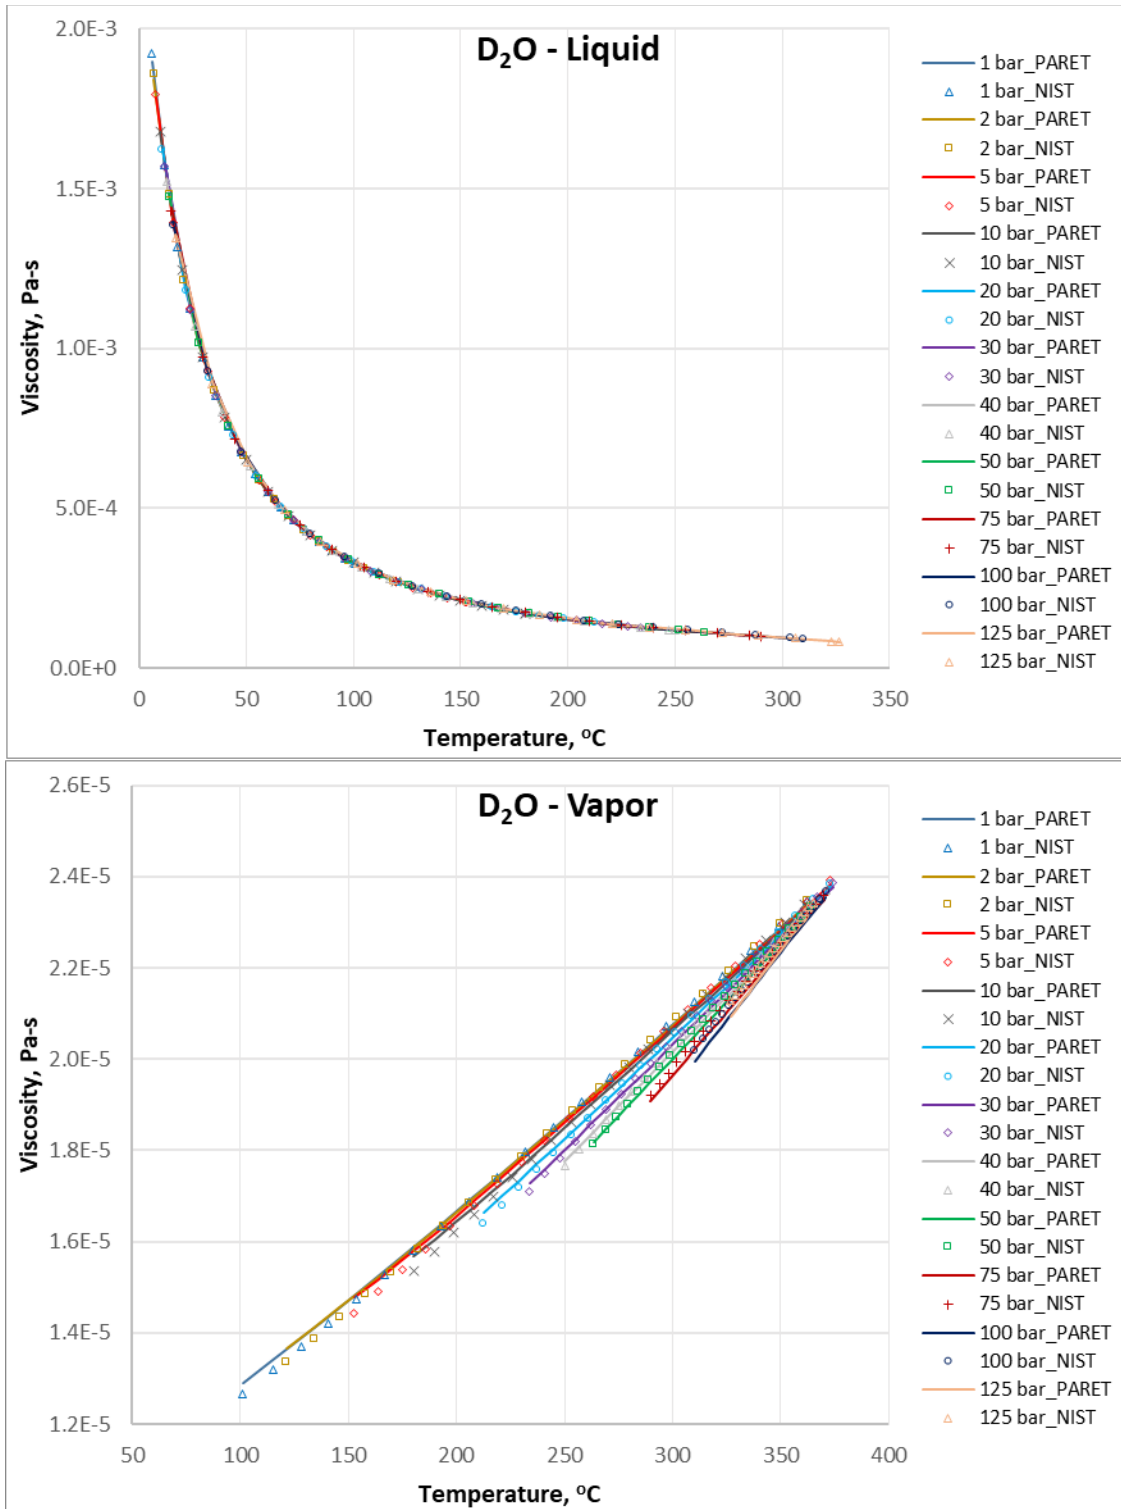 D₂O - Liquid
2.0E-3
1.5E-3
1.0E-3
5.0E-4
0.0E+0
Viscosity, Pa-s
0 50 100 150 200 250 300 350
Temperature, ⁰C
1 bar_PARET
1 bar_NIST
2 bar_PARET
2 bar_NIST
5 bar_PARET
5 bar_NIST
10 bar_PARET
10 bar_NIST
20 bar_PARET
20 bar_NIST
30 bar_PARET
30 bar_NIST
40 bar_PARET
40 bar_NIST
50 bar_PARET
50 bar_NIST
75 bar_PARET
75 bar_NIST
100 bar_PARET
100 bar_NIST
125 bar_PARET
125 bar_NIST
D₂O - Vapor
2.6E-5
2.4E-5
2.2E-5
2.0E-5
1.8E-5
1.6E-5
1.4E-5
1.2E-5
Viscosity, Pa-s
50 100 150 200 250 300 350 400
Temperature, ⁰C
1 bar_PARET
1 bar_NIST
2 bar_PARET
2 bar_NIST
5 bar_PARET
5 bar_NIST
10 bar_PARET
10 bar_NIST
20 bar_PARET
20 bar_NIST
30 bar_PARET
30 bar_NIST
40 bar_PARET
40 bar_NIST
50 bar_PARET
50 bar_NIST
75 bar_PARET
75 bar_NIST
100 bar_PARET
100 bar_NIST
125 bar_PARET
125 bar_NIST